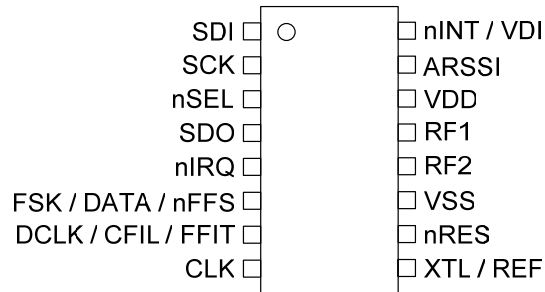 SDI nINT / VDI
SCK ARSSI
nSEL VDD
SDO RF1
nIRQ RF2
FSK / DATA / nFFS VSS
DCLK / CFIL / FFIT nRES
CLK XTL / REF